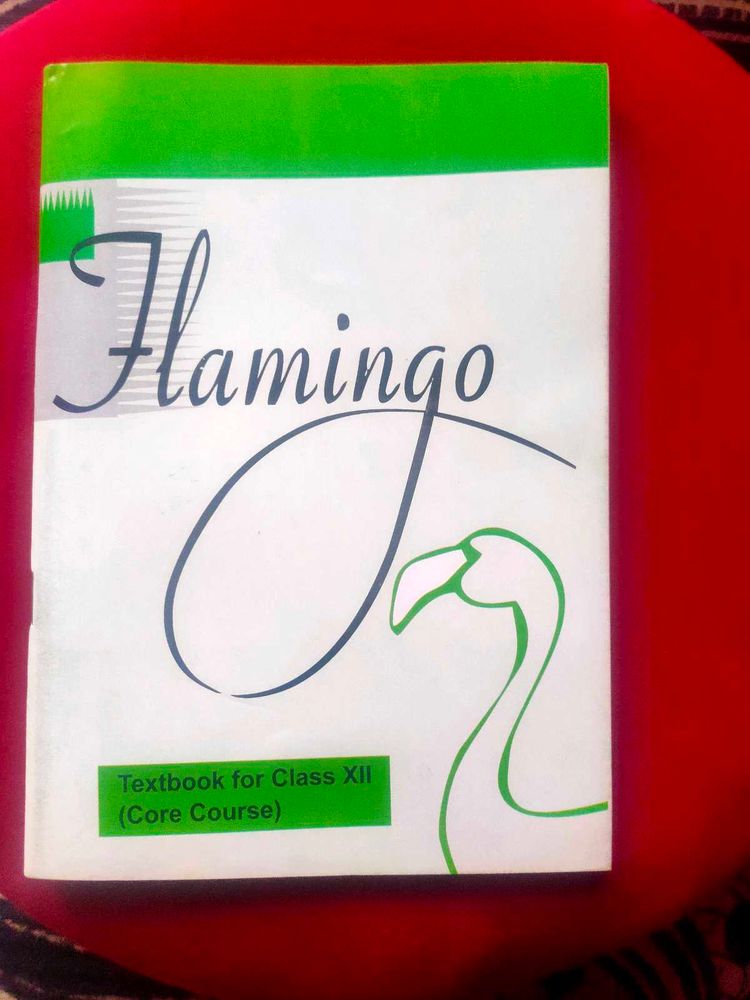 Flamingo
Textbook for Class XII
(Core Course)